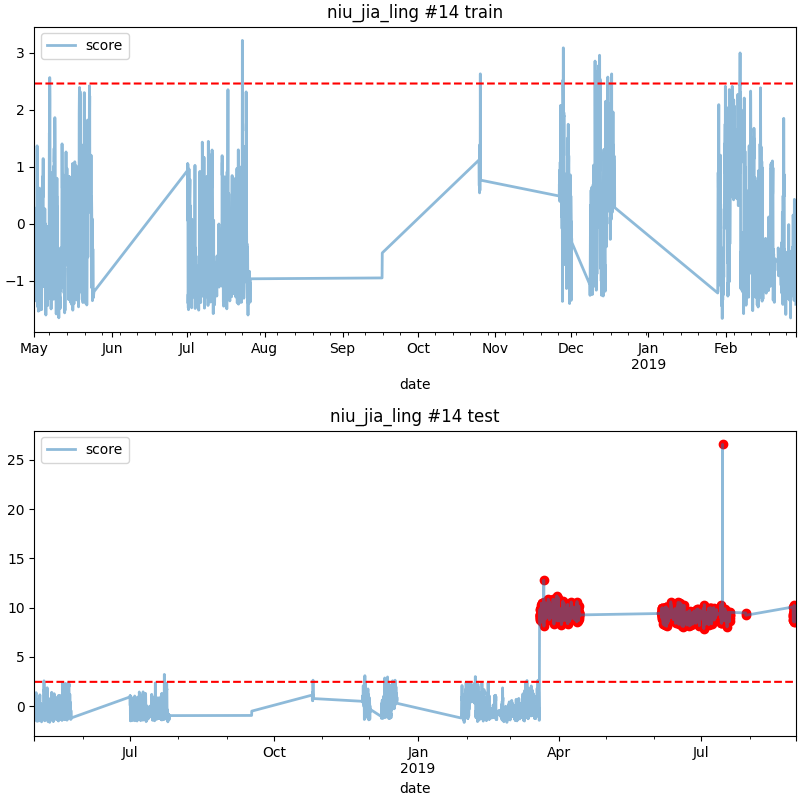 niu_jia_ling #14 train
score
3
2
1
0
−1
May Jun Jul Aug Sep Oct Nov Dec Jan Feb
2019
date
niu_jia_ling #14 test
score
25
20
15
10
5
0
Jul Oct Jan Apr Jul
2019
date